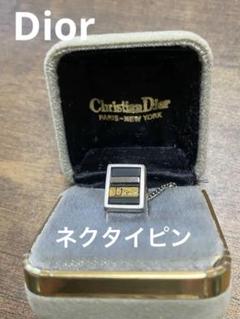 Dior
Christian Dior
PARIS-NEW YORK
ネクタイピン